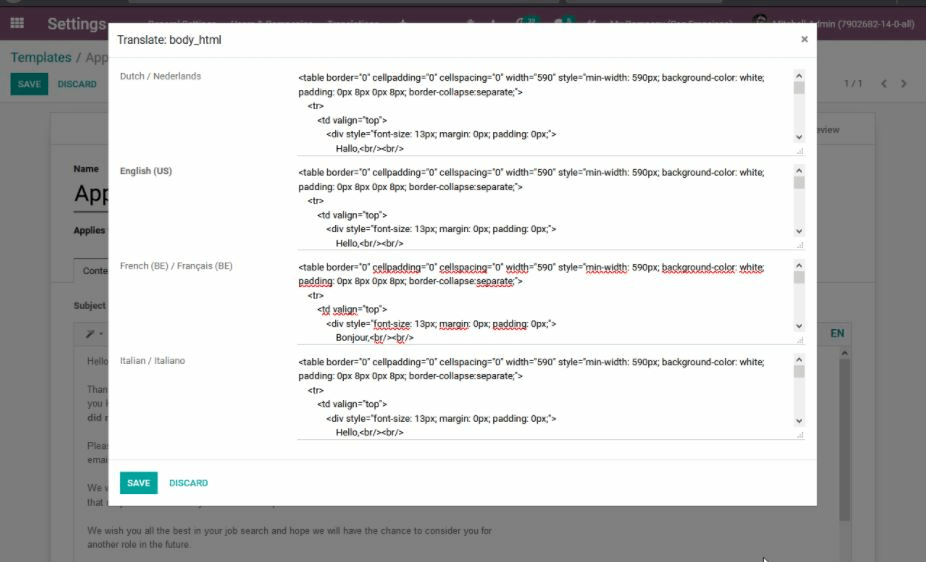 Settings
Admin (7902682-14-0-all)
Templates / App
SAVE DISCARD
1 / 1
Name
App
Applies
Conte
Subject
EN
Hello
Than
you k
did r
Pleas
emai
We v
that
We wish you all the best in your job search and hope we will have the chance to consider you for
another role in the future.
Translate: body_html
×
Dutch / Nederlands
<table border="0" cellpadding="0" cellspacing="0" width="590" style="min-width: 590px; background-color: white;
padding: 0px 8px 0px 8px; border-collapse:separate;">
<tr>
<td valign="top">
<div style="font-size: 13px; margin: 0px; padding: 0px;">
Hallo,<br/><br/>
English (US)
<table border="0" cellpadding="0" cellspacing="0" width="590" style="min-width: 590px; background-color: white;
padding: 0px 8px 0px 8px; border-collapse:separate;">
<tr>
<td valign="top">
<div style="font-size: 13px; margin: 0px; padding: 0px;">
Hello,<br/><br/>
French (BE) / Français (BE)
<table border="0" cellpadding="0" cellspacing="0" width="590" style="min-width: 590px; background-color: white;
padding: 0px 8px 0px 8px; border-collapse:separate;">
<tr>
<td valign="top">
<div style="font-size: 13px; margin: 0px; padding: 0px;">
Bonjour,<br/><br/>
Italian / Italiano
<table border="0" cellpadding="0" cellspacing="0" width="590" style="min-width: 590px; background-color: white;
padding: 0px 8px 0px 8px; border-collapse:separate;">
<tr>
<td valign="top">
<div style="font-size: 13px; margin: 0px; padding: 0px;">
Hello,<br/><br/>
SAVE DISCARD